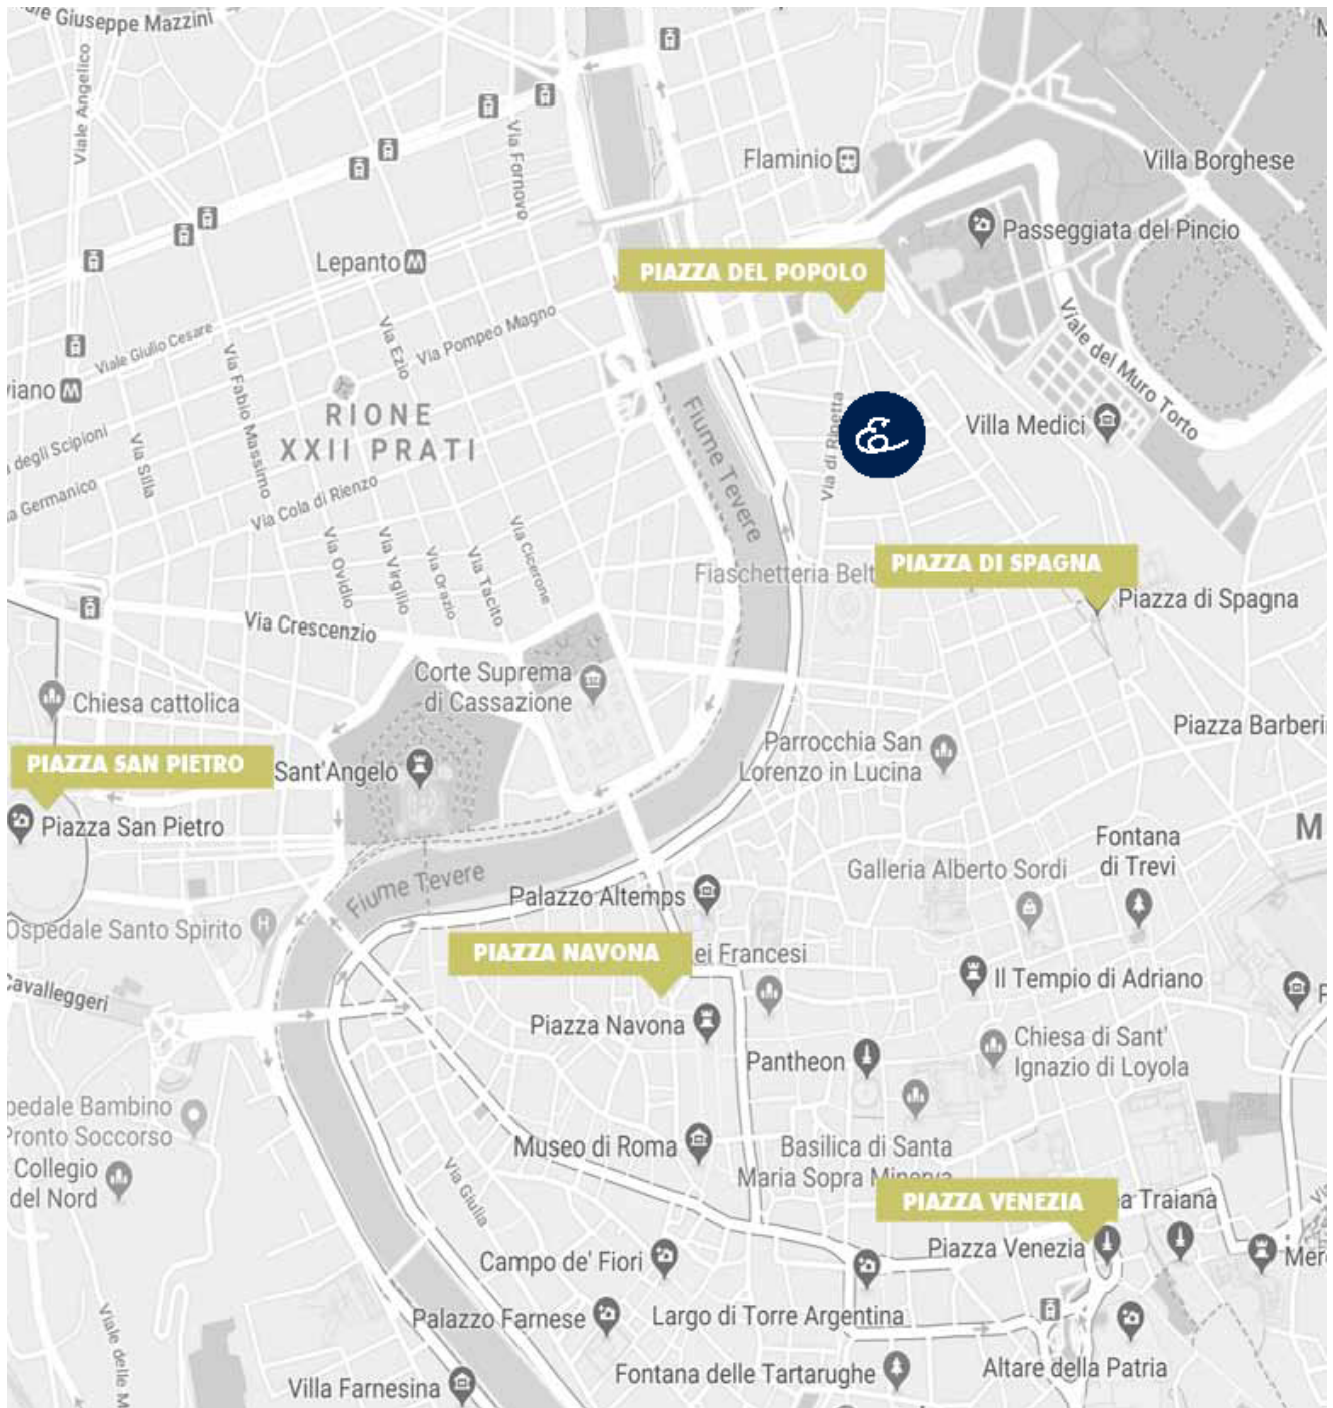 Giuseppe Mazzini
Viale Angelico
Via Fornovo
Flaminio
Villa Borghese
Passeggiata del Pincio
Lepanto
PIAZZA DEL POPOLO
Viale Giulio Cesare
Via Ezio
Via Pompeo Magno
Via Fabio Massimo
Viale del Muro Torto
RIONE
XXII PRATI
Fiume Tevere
Via di Ripetta
Villa Medici
degli Scipioni
Via Silla
Germanico
Via Cola di Rienzo
Via Ovidio
Via Virgilio
Via Orazio
Via Tacito
Via Cicerone
PIAZZA DI SPAGNA
Fiaschetteria Belt
Piazza di Spagna
Via Crescenzio
Corte Suprema
di Cassazione
Chiesa cattolica
Piazza Barberi
PIAZZA SAN PIETRO
Sant'Angelo
Parrocchia San
Lorenzo in Lucina
Piazza San Pietro
Fontana
di Trevi
M
Galleria Alberto Sordi
Fiume Tevere
Palazzo Altemps
Ospedale Santo Spirito
PIAZZA NAVONA
ei Francesi
Il Tempio di Adriano
Cavalleggeri
Piazza Navona
Chiesa di Sant'
Ignazio di Loyola
Pantheon
pedale Bambino
Pronto Soccorso
Collegio
del Nord
Museo di Roma
Basilica di Santa
Maria Sopra Minerva
Via Giulia
PIAZZA VENEZIA
a Traiana
Piazza Venezia
Merc
Campo de' Fiori
Palazzo Farnese
Largo di Torre Argentina
Viale delle M
Villa Farnesina
Fontana delle Tartarughe
Altare della Patria